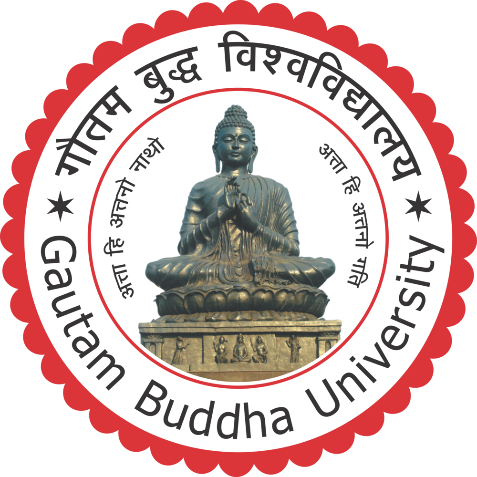 गौतम बुद्ध विश्वविद्यालय
अत्ता हि अत्तनो नाथो
अत्ता हि अत्तनो गति
Gautam Buddha University